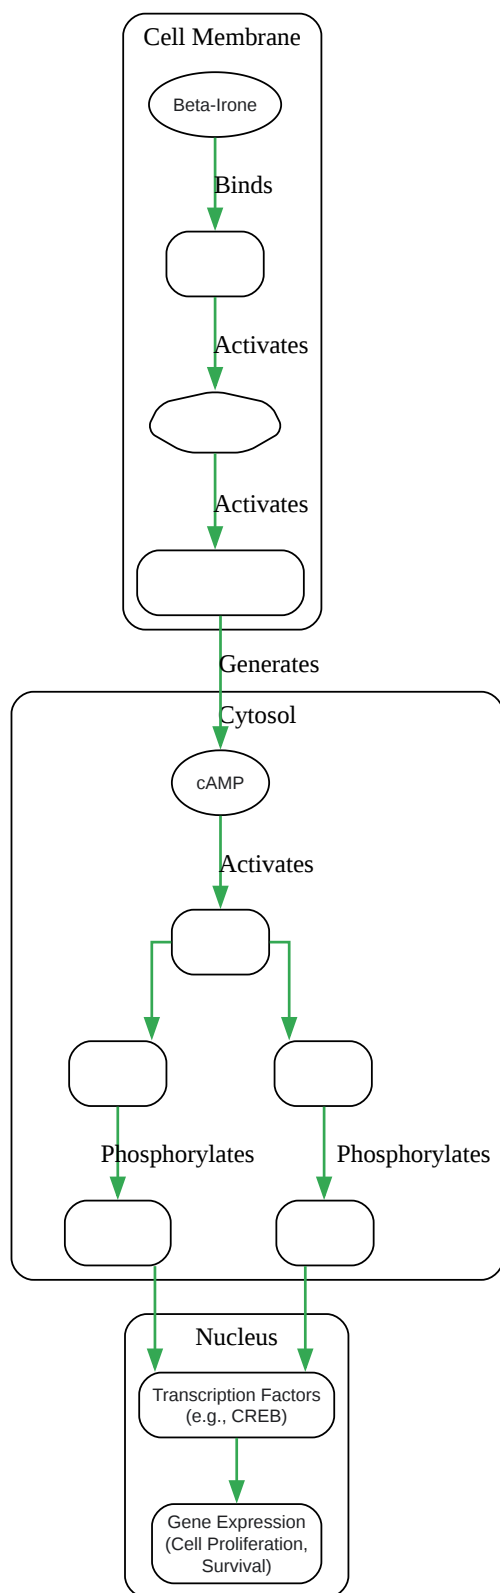 Cell Membrane
Beta-Irone
Binds
Activates
Activates
Generates
Cytosol
cAMP
Activates
Phosphorylates
Phosphorylates
Nucleus
Transcription Factors
(e.g., CREB)
Gene Expression
(Cell Proliferation,
Survival)